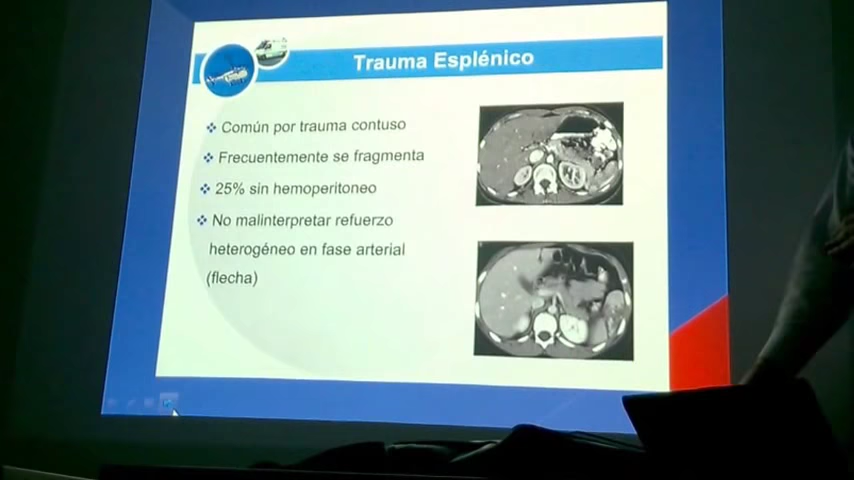 Trauma Esplénico
Común por trauma contuso
Frecuentemente se fragmenta
25% sin hemoperitoneo
No malinterpretar refuerzo
heterogéneo en fase arterial
(flecha)